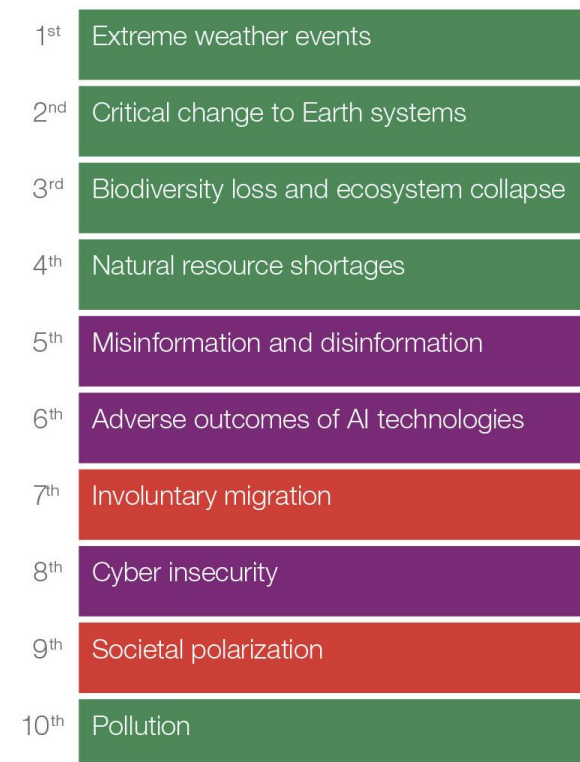 1st Extreme weather events
2nd Critical change to Earth systems
3rd Biodiversity loss and ecosystem collapse
4th Natural resource shortages
5th Misinformation and disinformation
6th Adverse outcomes of AI technologies
7th Involuntary migration
8th Cyber insecurity
9th Societal polarization
10th Pollution